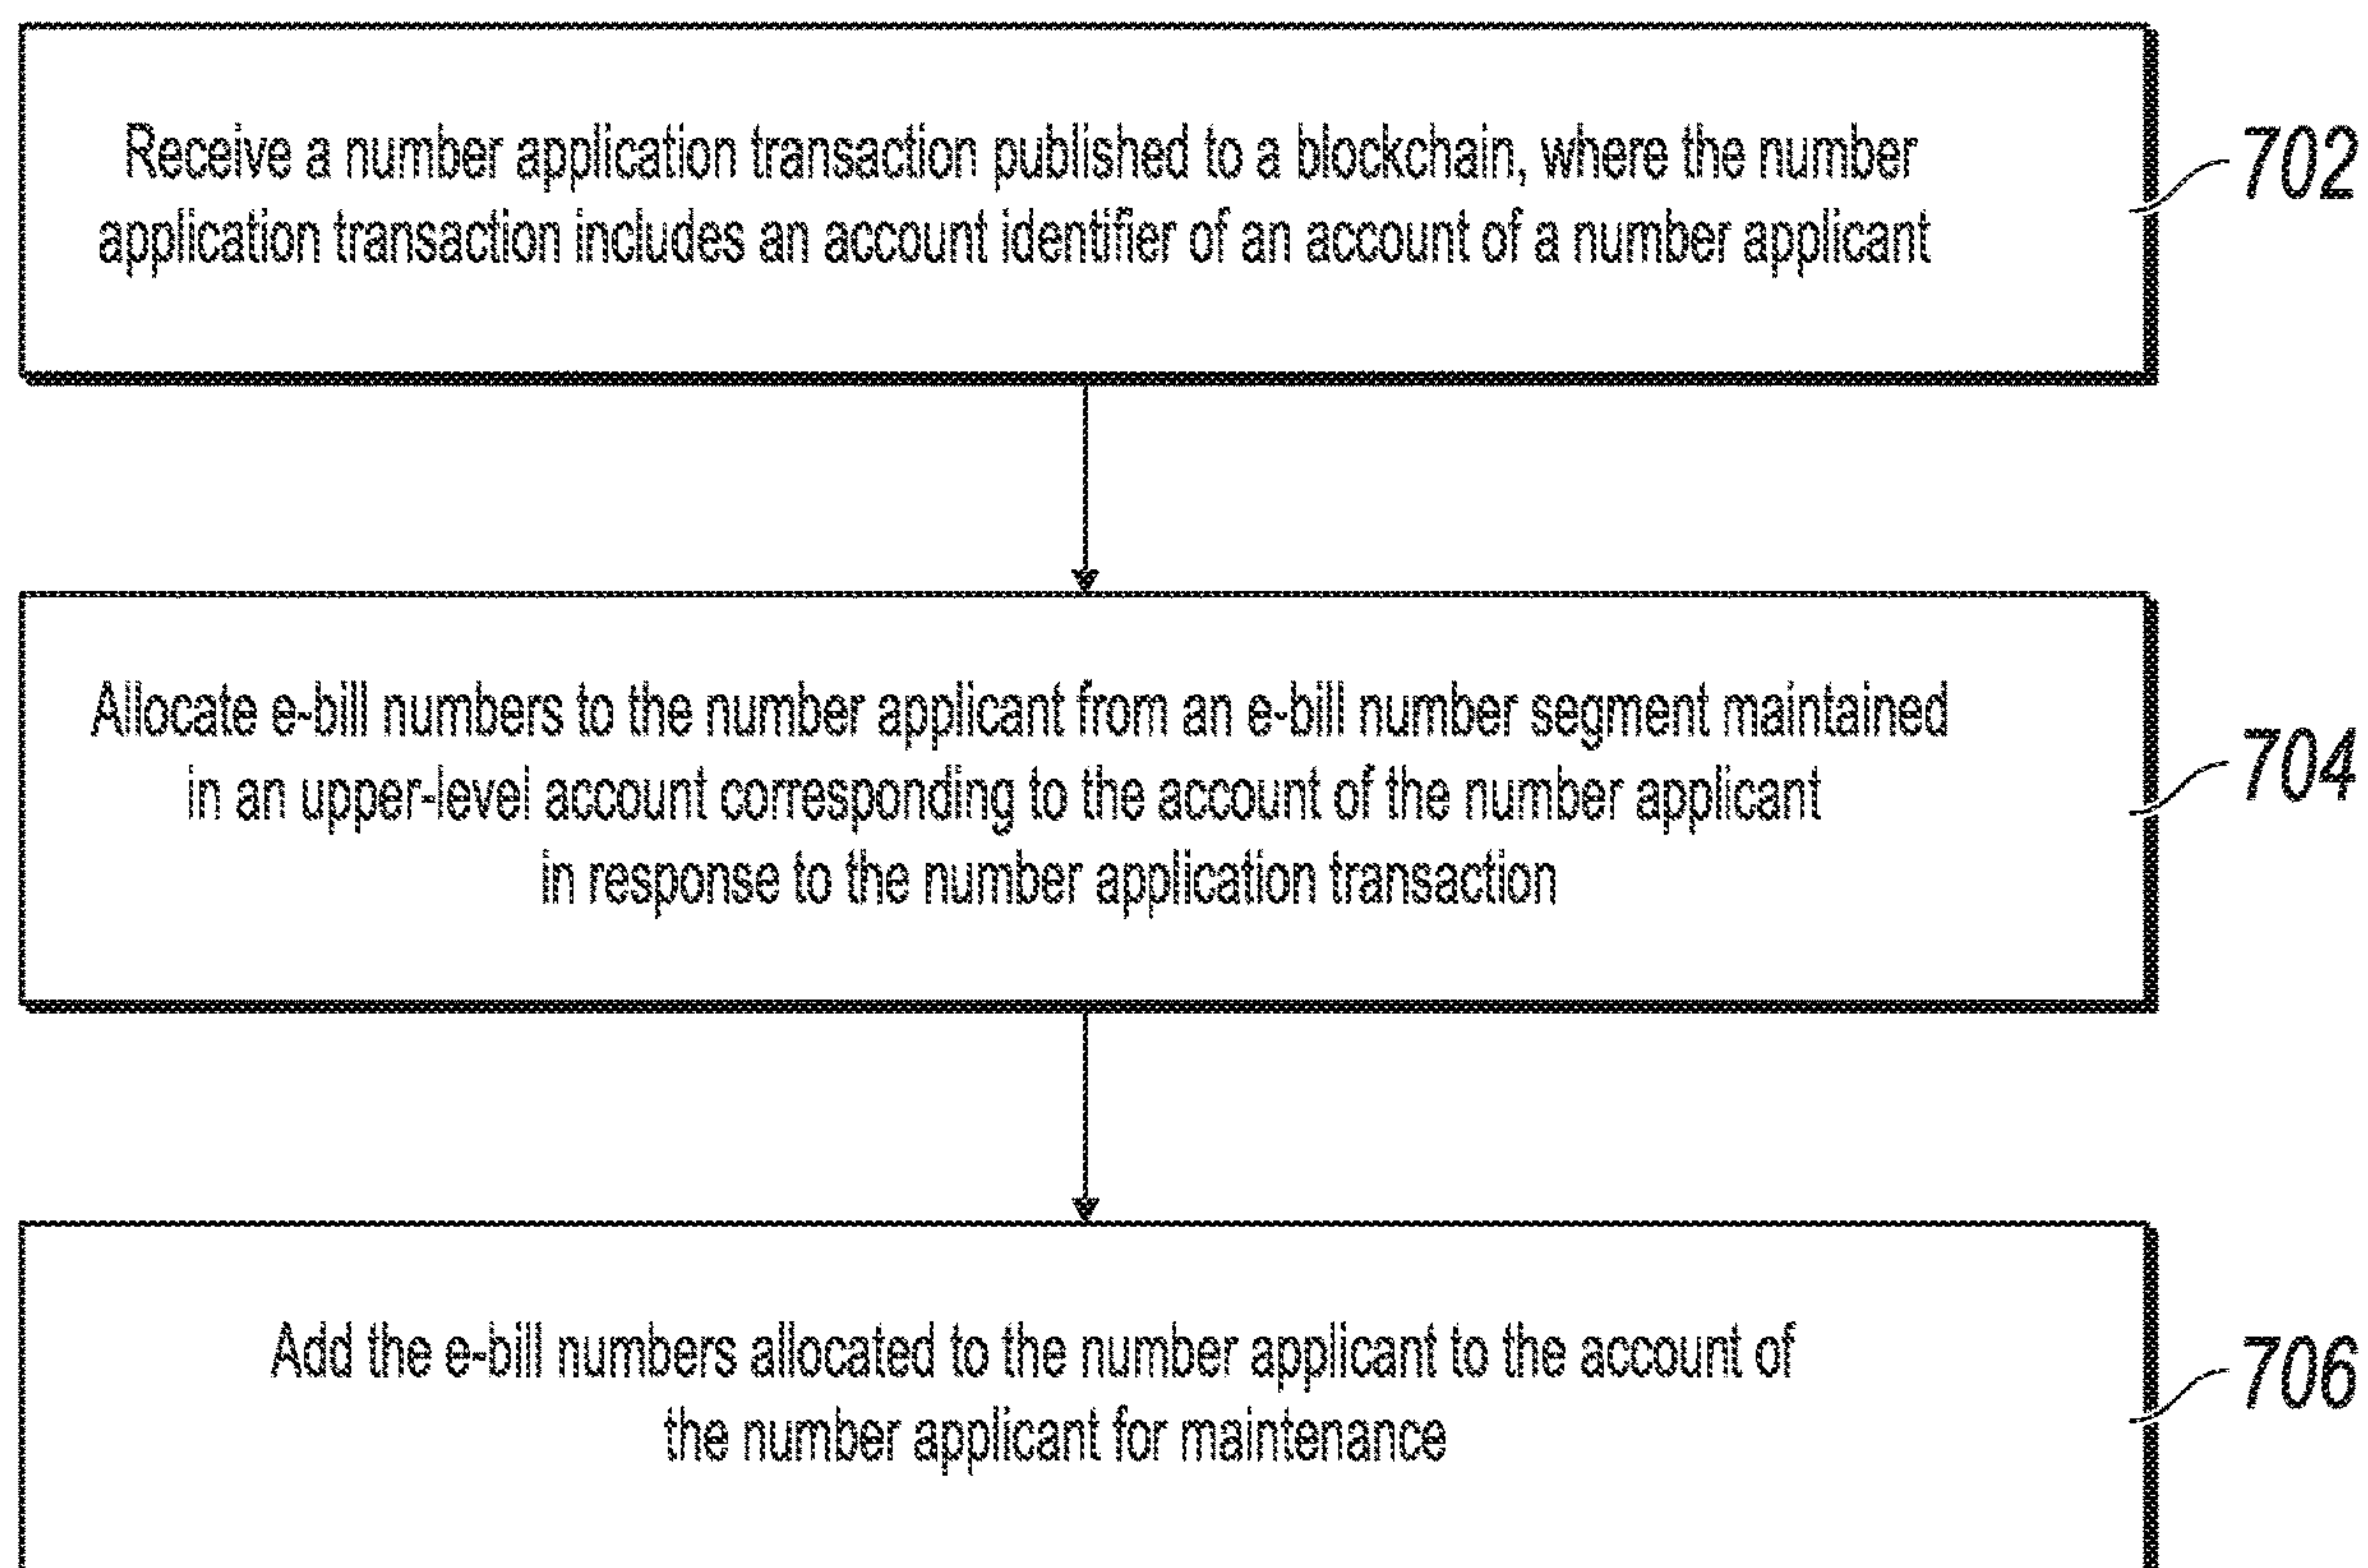 Receive a number application transaction published to a blockchain, where the number
application transaction includes an account identifier of an account of a number applicant
702
Allocate e-bill numbers to the number applicant from an e-bill number segment maintained
in an upper-level account corresponding to the account of the number applicant
in response to the number application transaction
704
Add the e-bill numbers allocated to the number applicant to the account of
the number applicant for maintenance
706